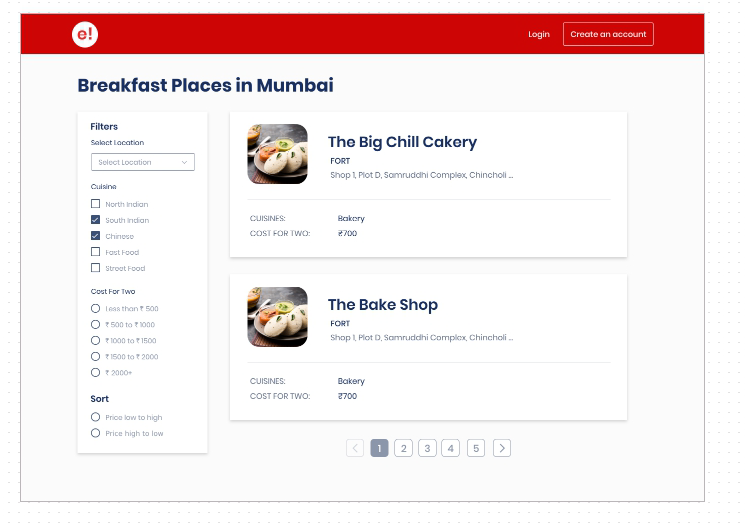 e!
Login
Create an account
Breakfast Places in Mumbai
Filters
Select Location
Select Location
Cuisine
North Indian
South Indian
Chinese
Fast Food
Street Food
Cost For Two
Less than ₹ 500
₹ 500 to ₹ 1000
₹ 1000 to ₹ 1500
₹ 1500 to ₹ 2000
₹ 2000+
Sort
Price low to high
Price high to low
The Big Chill Cakery
FORT
Shop 1, Plot D, Samruddhi Complex, Chincholi ...
CUISINES: Bakery
COST FOR TWO: ₹700
The Bake Shop
FORT
Shop 1, Plot D, Samruddhi Complex, Chincholi ...
CUISINES: Bakery
COST FOR TWO: ₹700
1 2 3 4 5